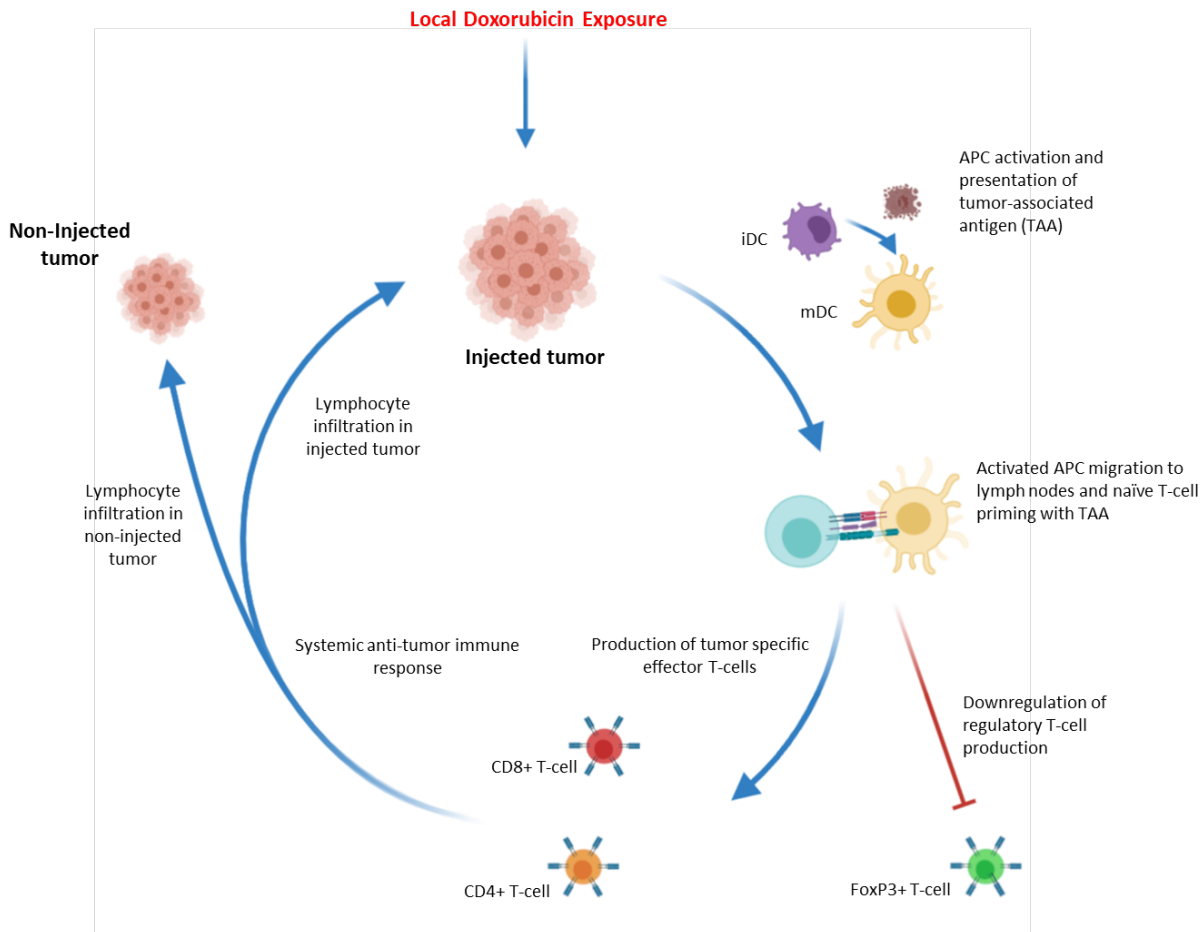 Local Doxorubicin Exposure
APC activation and
presentation of
tumor-associated
antigen (TAA)
iDC
mDC
Non-Injected
tumor
Injected tumor
Lymphocyte
infiltration in
injected tumor
Lymphocyte
infiltration in
non-injected
tumor
Activated APC migration to
lymph nodes and naïve T-cell
priming with TAA
Systemic anti-tumor immune
response
Production of tumor specific
effector T-cells
Downregulation of
regulatory T-cell
production
CD8+ T-cell
CD4+ T-cell
FoxP3+ T-cell